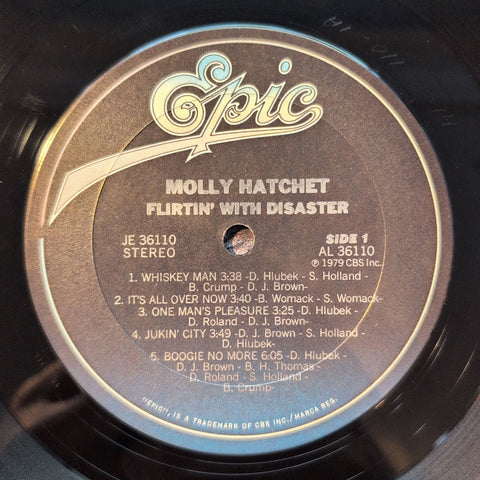 Epic
MOLLY HATCHET
FLIRTIN' WITH DISASTER
JE 36110
STEREO
SIDE 1
AL 36110
℗ 1979 CBS Inc.
1. WHISKEY MAN 3:38 -D. Hlubek - S. Holland -
B. Crump - D. J. Brown-
2. IT'S ALL OVER NOW 3:40 -B. Womack - S. Womack-
3. ONE MAN'S PLEASURE 3:25 -D. Hlubek-
D. Roland - D. J. Brown-
4. JUKIN' CITY 3:49 -D. J. Brown - S. Holland -
D. Hlubek-
5. BOOGIE NO MORE 6:05 -D. Hlubek -
D. J. Brown - B. H. Thomas-
D. Roland - S. Holland -
B. Crump-
"EPIC", IS A TRADEMARK OF CBS INC./MARCA REG.